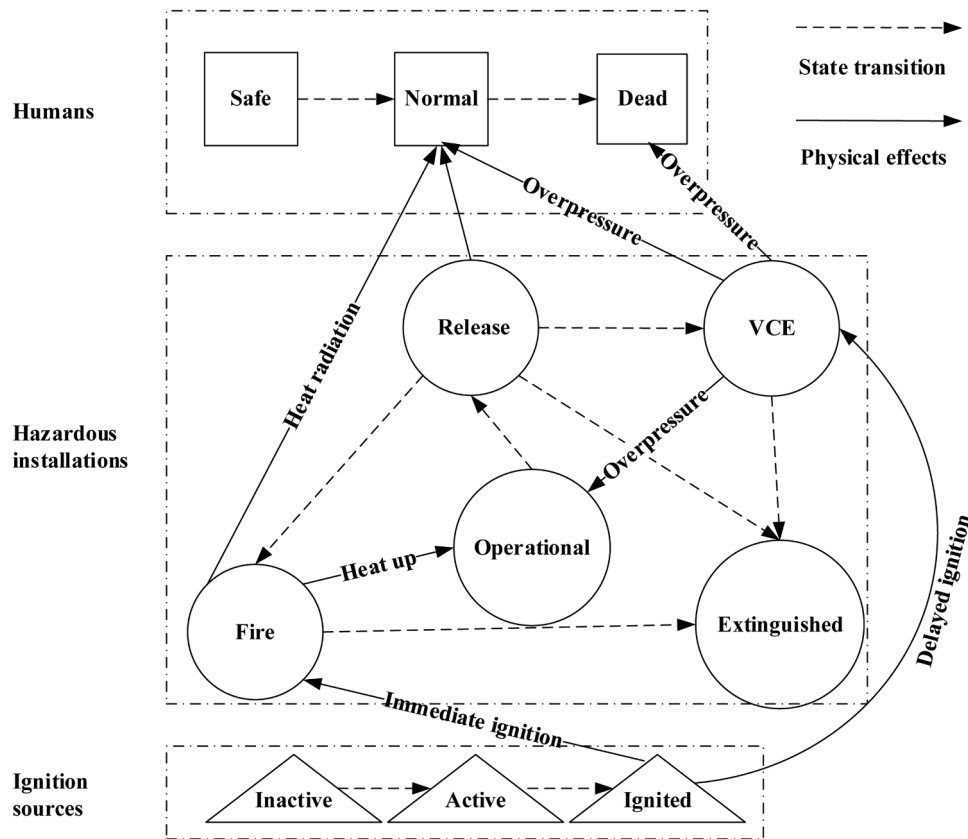 State transition
Physical effects
Humans
Safe
Normal
Dead
Overpressure
Overpressure
Heat radiation
Hazardous
installations
Release
VCE
Overpressure
Operational
Heat up
Fire
Extinguished
Delayed ignition
Immediate ignition
Ignition
sources
Inactive
Active
Ignited